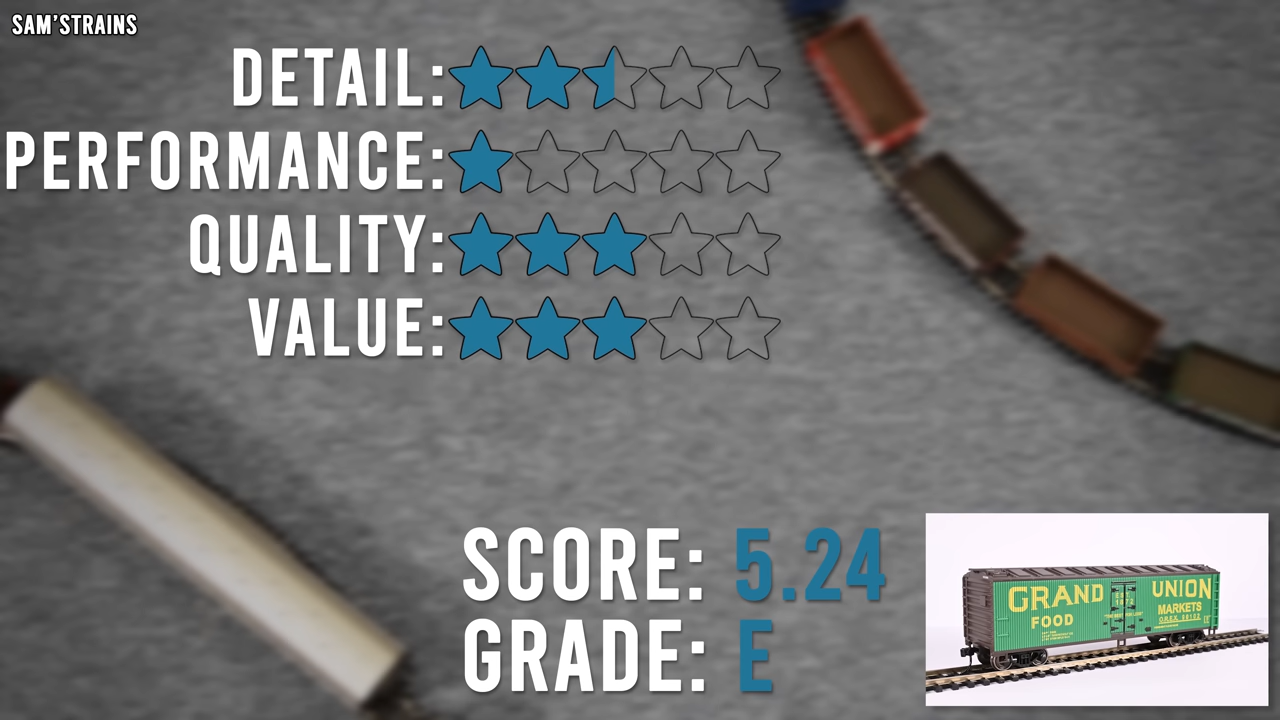 SAM'STRAINS
DETAIL:
PERFORMANCE:
QUALITY:
VALUE:
SCORE: 5.24
GRADE: E
GRAND UNION
FOOD MARKETS